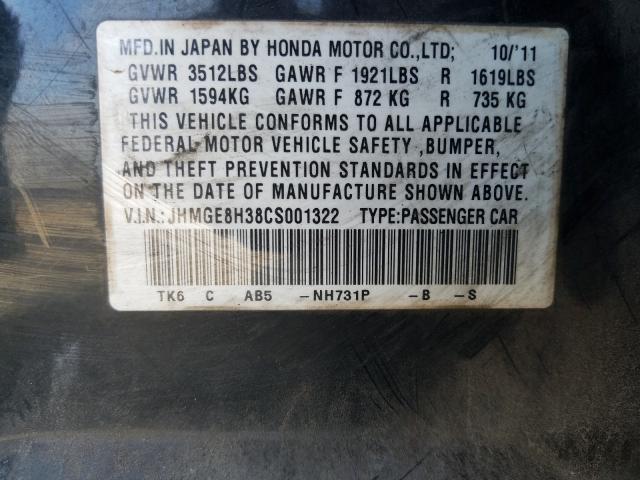 MFD.IN JAPAN BY HONDA MOTOR CO.,LTD; 10/'11
GVWR 3512LBS GAWR F 1921LBS R 1619LBS
GVWR 1594KG GAWR F 872 KG R 735 KG
THIS VEHICLE CONFORMS TO ALL APPLICABLE
FEDERAL MOTOR VEHICLE SAFETY ,BUMPER,
AND THEFT PREVENTION STANDARDS IN EFFECT
ON THE DATE OF MANUFACTURE SHOWN ABOVE.
V.I.N.: JHMGE8H38CS001322 TYPE:PASSENGER CAR
TK6 C AB5 -NH731P -B -S